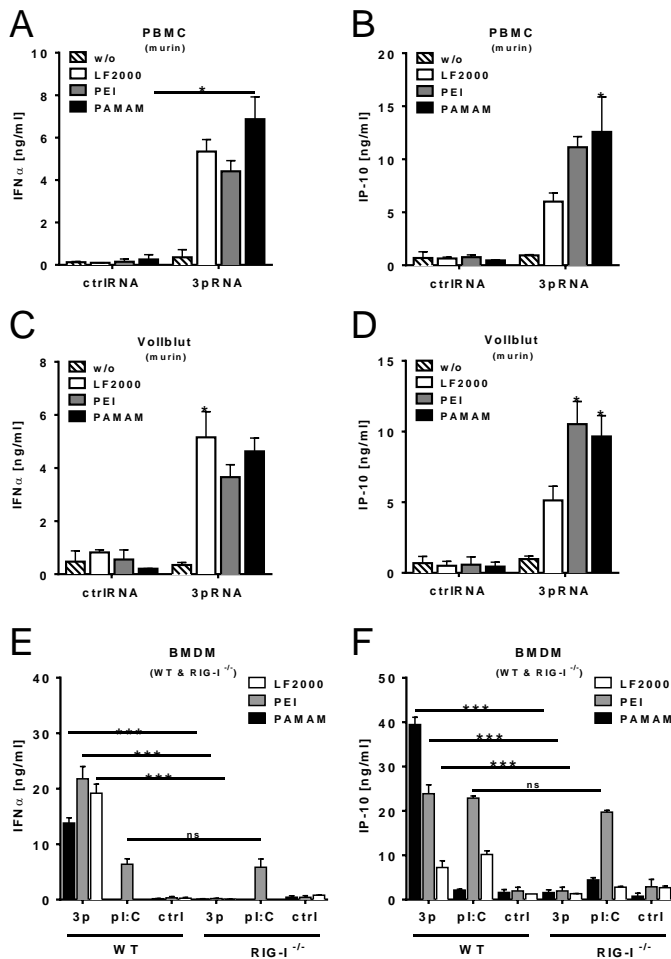 A
PBMC
(murin)
IFNα [ng/ml]
10
8
6
4
2
0
w/o
LF2000
PEI
PAMAM
*
ctrlRNA
3pRNA
B
PBMC
(murin)
IP-10 [ng/ml]
20
15
10
5
0
w/o
LF2000
PEI
PAMAM
*
ctrlRNA
3pRNA
C
Vollblut
(murin)
IFNα [ng/ml]
8
6
4
2
0
w/o
LF2000
PEI
PAMAM
*
ctrlRNA
3pRNA
D
Vollblut
(murin)
IP-10 [ng/ml]
15
10
5
0
w/o
LF2000
PEI
PAMAM
* *
ctrlRNA
3pRNA
E
BMDM
(WT & RIG-I -/-)
IFNα [ng/ml]
40
30
20
10
0
LF2000
PEI
PAMAM
***
***
***
ns
3p pI:C ctrl 3p pI:C ctrl
WT RIG-I -/-
F
BMDM
(WT & RIG-I -/-)
IP-10 [ng/ml]
50
40
30
20
10
0
LF2000
PEI
PAMAM
***
***
***
ns
3p pI:C ctrl 3p pI:C ctrl
WT RIG-I -/-